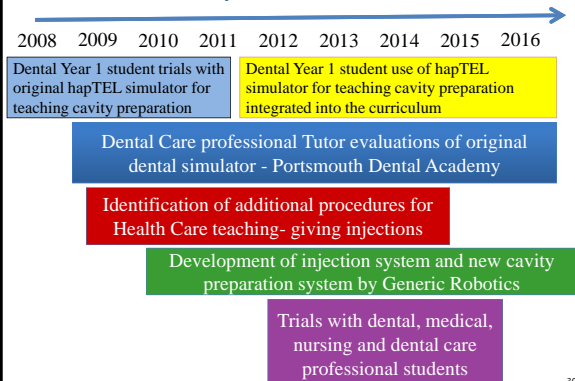 2008 2009 2010 2011 2012 2013 2014 2015 2016
Dental Year 1 student trials with
original hapTEL simulator for
teaching cavity preparation
Dental Year 1 student use of hapTEL
simulator for teaching cavity preparation
integrated into the curriculum
Dental Care professional Tutor evaluations of original
dental simulator - Portsmouth Dental Academy
Identification of additional procedures for
Health Care teaching- giving injections
Development of injection system and new cavity
preparation system by Generic Robotics
Trials with dental, medical,
nursing and dental care
professional students